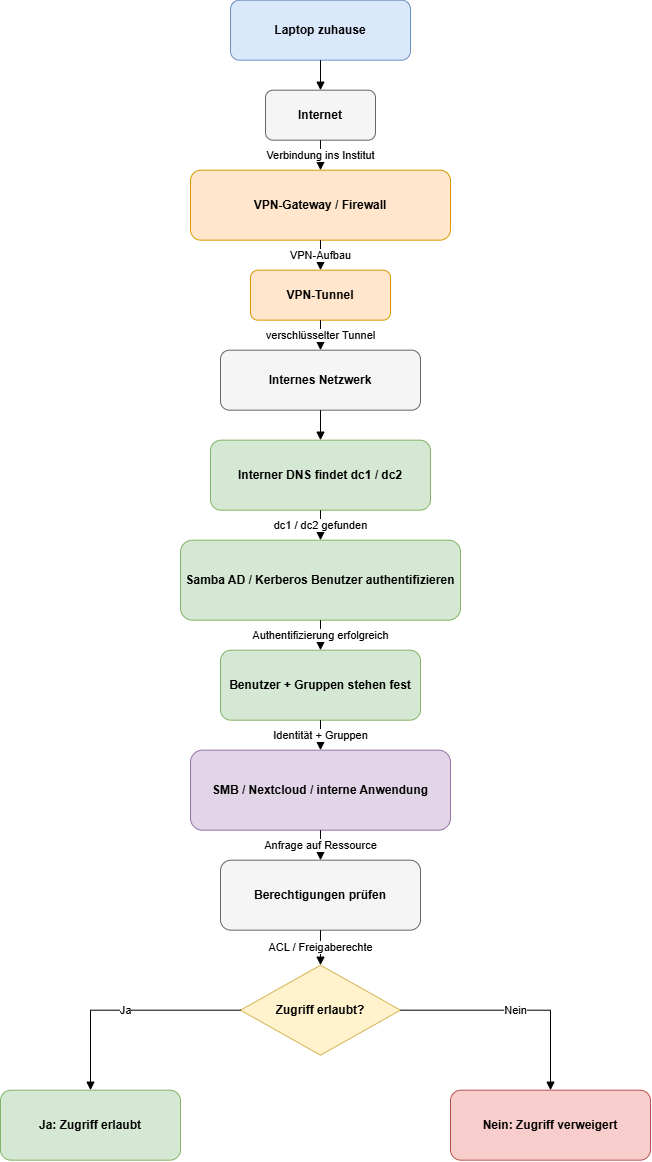 Laptop zuhause
Internet
Verbindung ins Institut
VPN-Gateway / Firewall
VPN-Aufbau
VPN-Tunnel
verschlüsselter Tunnel
Internes Netzwerk
Interner DNS findet dc1 / dc2
dc1 / dc2 gefunden
Samba AD / Kerberos Benutzer authentifizieren
Authentifizierung erfolgreich
Benutzer + Gruppen stehen fest
Identität + Gruppen
SMB / Nextcloud / interne Anwendung
Anfrage auf Ressource
Berechtigungen prüfen
ACL / Freigaberechte
Zugriff erlaubt?
Ja
Nein
Ja: Zugriff erlaubt
Nein: Zugriff verweigert